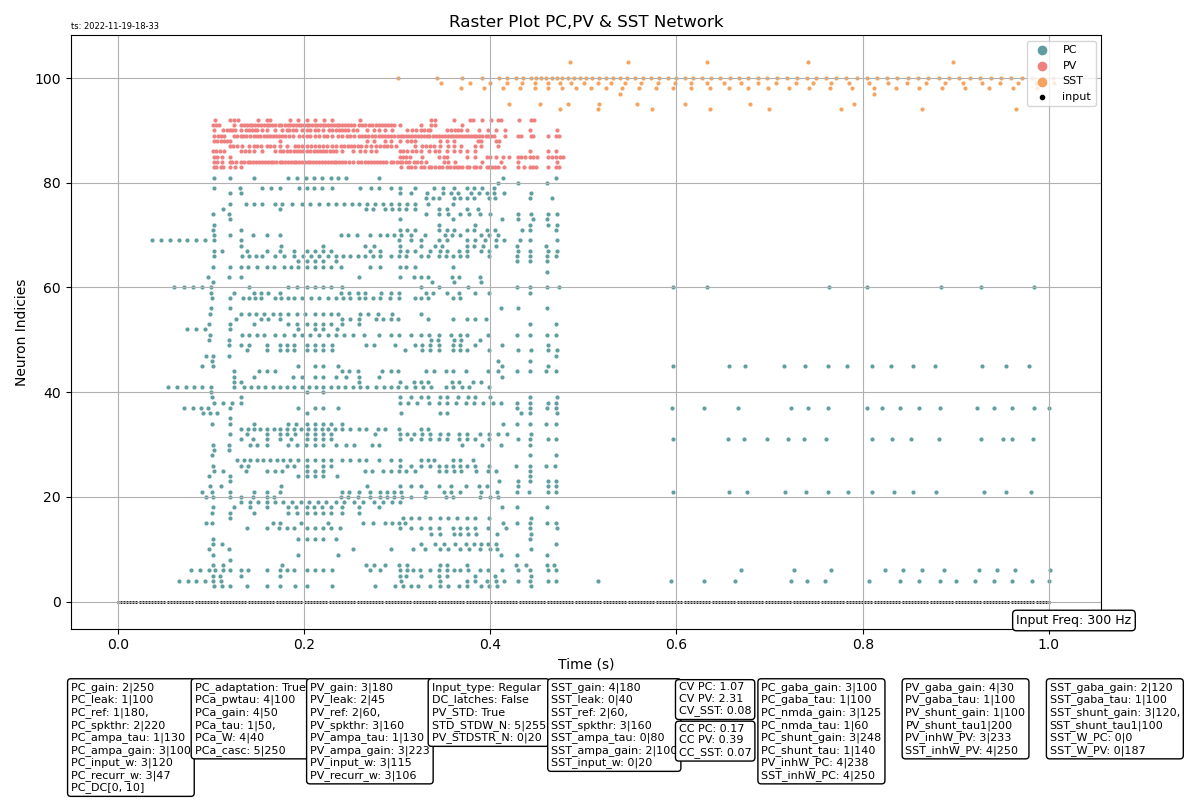 ts: 2022-11-19-18-33
Raster Plot PC,PV & SST Network
PC
PV
SST
input
100
80
60
40
20
0
Neuron Indicies
0.0
0.2
0.4
0.6
0.8
1.0
Time (s)
Input Freq: 300 Hz
PC_gain: 2|250
PC_leak: 1|100
PC_ref: 1|180,
PC_spkthr: 2|220
PC_ampa_tau: 1|130
PC_ampa_gain: 3|100
PC_input_w: 3|120
PC_recurr_w: 3|47
PC_DC[0, 10]
PC_adaptation: True
PCa_pwtau: 4|100
PCa_gain: 4|50
PCa_tau: 1|50,
PCa_W: 4|40
PCa_casc: 5|250
PV_gain: 3|180
PV_leak: 2|45
PV_ref: 2|60,
PV_spkthr: 3|160
PV_ampa_tau: 1|130
PV_ampa_gain: 3|223
PV_input_w: 3|115
PV_recurr_w: 3|106
Input_type: Regular
DC_latches: False
PV_STD: True
STD_STDW_N: 5|255
PV_STDSTR_N: 0|20
SST_gain: 4|180
SST_leak: 0|40
SST_ref: 2|60,
SST_spkthr: 3|160
SST_ampa_tau: 0|80
SST_ampa_gain: 2|100
SST_input_w: 0|20
CV PC: 1.07
CV PV: 2.31
CV_SST: 0.08
CC PC: 0.17
CC PV: 0.39
CC_SST: 0.07
PC_gaba_gain: 3|100
PC_gaba_tau: 1|100
PC_nmda_gain: 3|125
PC_nmda_tau: 1|60
PC_shunt_gain: 3|248
PC_shunt_tau: 1|140
PV_inhW_PC: 4|238
SST_inhW_PC: 4|250
PV_gaba_gain: 4|30
PV_gaba_tau: 1|100
PV_shunt_gain: 1|100
PV_shunt_tau1|200
PV_inhW_PV: 3|233
SST_inhW_PV: 4|250
SST_gaba_gain: 2|120
SST_gaba_tau: 1|100
SST_shunt_gain: 3|120,
SST_shunt_tau1|100
SST_W_PC: 0|0
SST_W_PV: 0|187